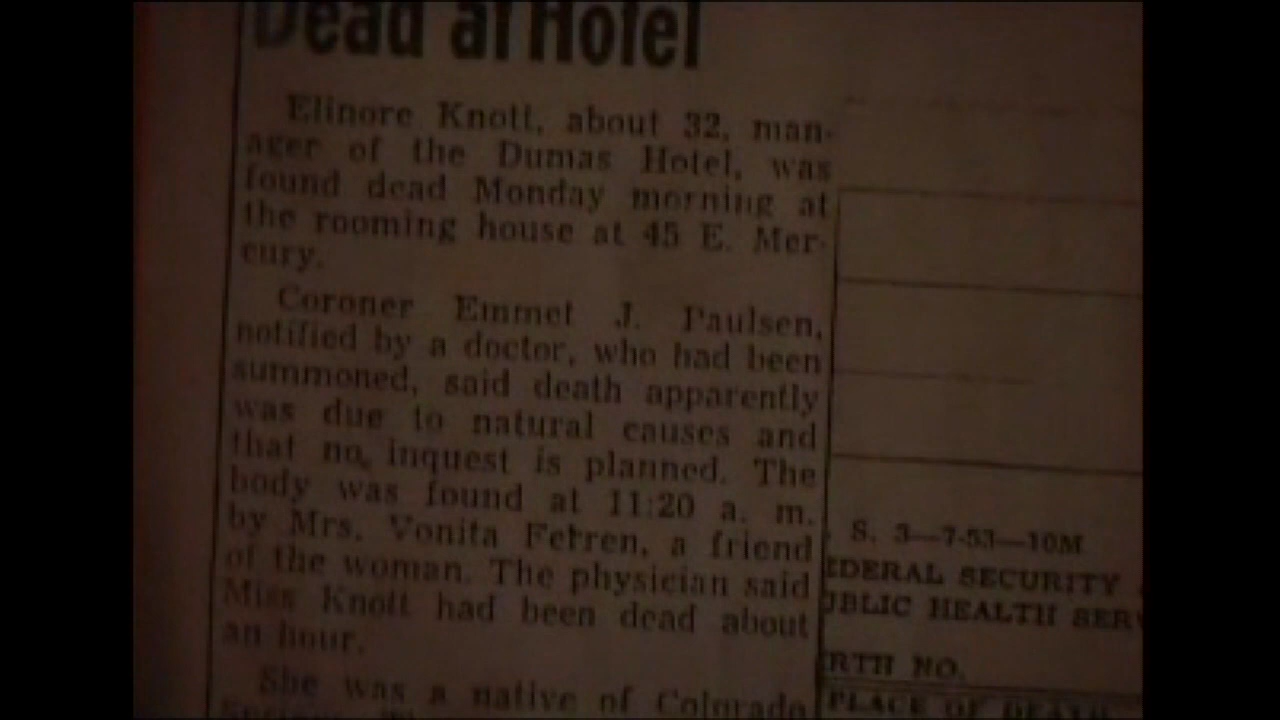 Dead at Hotel
Elinore Knott, about 32, man-
ager of the Dumas Hotel, was
found dead Monday morning at
the rooming house at 45 E. Mer-
cury.
Coroner Emmet J. Paulsen,
notified by a doctor, who had been
summoned, said death apparently
was due to natural causes and
that no inquest is planned. The
body was found at 11:20 a. m.
by Mrs. Vonita Ferren, a friend
of the woman. The physician said
Miss Knott had been dead about
an hour.
She was a native of Colorado
S. 3—7-53—10M
EDERAL SECURITY
UBLIC HEALTH SERV
RTH NO.
PLACE OF DEATH